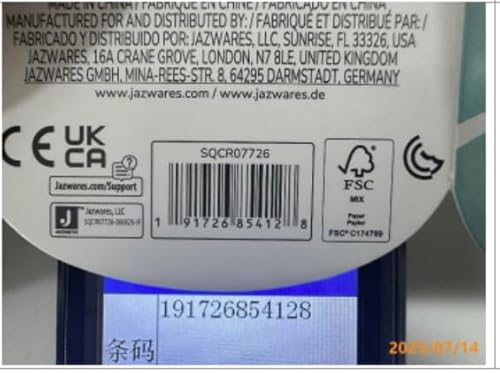 MADE IN CHINA / FABRIQUÉ EN CHINE / FABRICADO EN CHINA,
MANUFACTURED FOR AND DISTRIBUTED BY: / FABRIQUÉ ET DISTRIBUÉ PAR: /
FABRICADO Y DISTRIBUIDO POR: JAZWARES, LLC, SUNRISE, FL 33326, USA
JAZWARES, 16A CRANE GROVE, LONDON, N7 8LE, UNITED KINGDOM
JAZWARES GMBH, MINA-REES-STR. 8, 64295 DARMSTADT, GERMANY
www.jazwares.com / www.jazwares.de
CE UK
CA
Jazwares.com/Support
Jazwares, LLC
JAZWARES
SQCR07726
1 91726 85412 8
FSC
MIX
Paper
Papier
FSC® C174769
191726854128
条码
2025/07/14